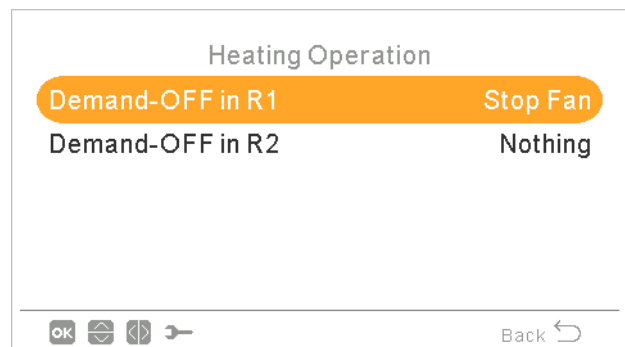 Heating Operation
Demand-OFF in R1 Stop Fan
Demand-OFF in R2 Nothing
OK Back